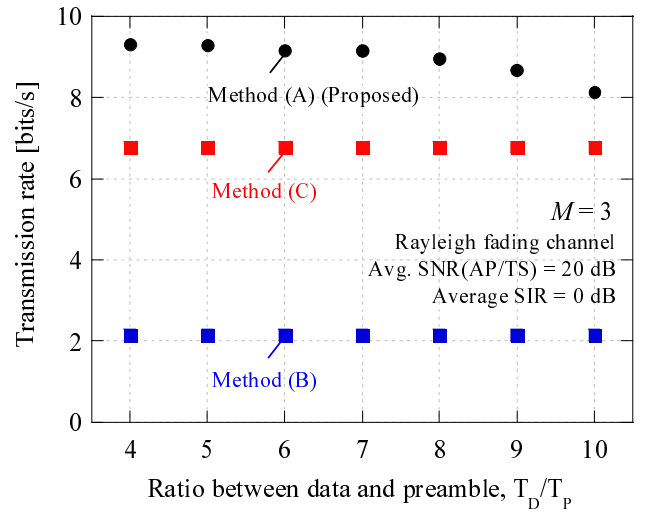 10
8
6
4
2
0
Transmission rate [bits/s]
Method (A) (Proposed)
Method (C)
M = 3
Rayleigh fading channel
Avg. SNR(AP/TS) = 20 dB
Average SIR = 0 dB
Method (B)
4 5 6 7 8 9 10
Ratio between data and preamble, T_D/T_P